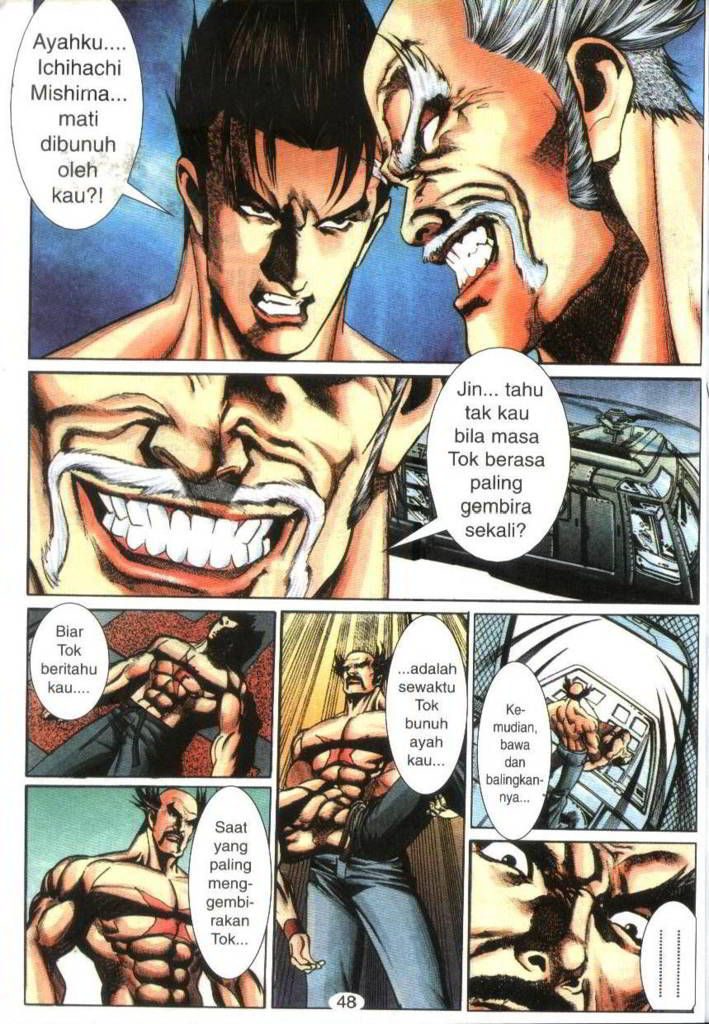 Ayahku....
Ichihachi
Mishima...
mati
dibunuh
oleh
kau?!
Jin... tahu
tak kau
bila masa
Tok berasa
paling
gembira
sekali?
Biar
Tok
beritahu
kau....
...adalah
sewaktu
Tok
bunuh
ayah
kau...
Ke-
mudian,
bawa
dan
balingkan-
nya...
Saat
yang
paling
meng-
gembi-
rakan
Tok...
............
............
48